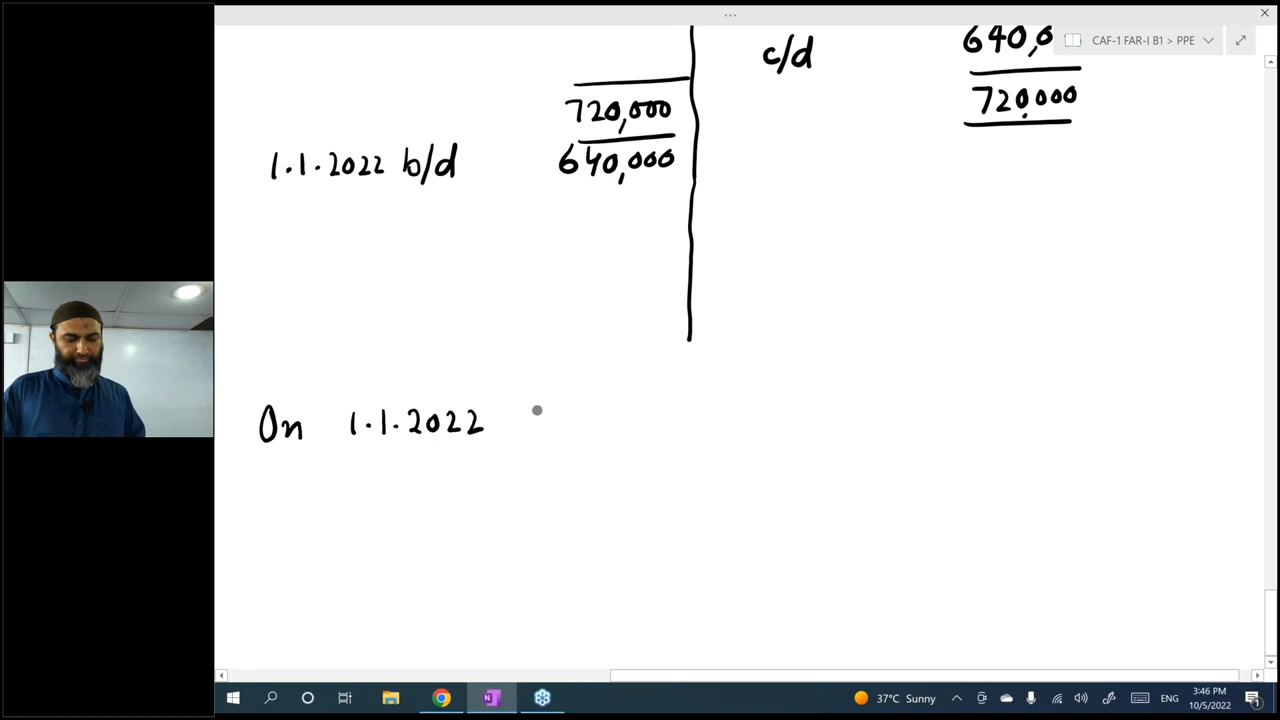 CAF-1 FAR-I B1 > PPE
c/d 640,0
720,000 720,000
1.1.2022 b/d 640,000
On 1.1.2022
37°C Sunny ENG 3:46 PM
10/5/2022